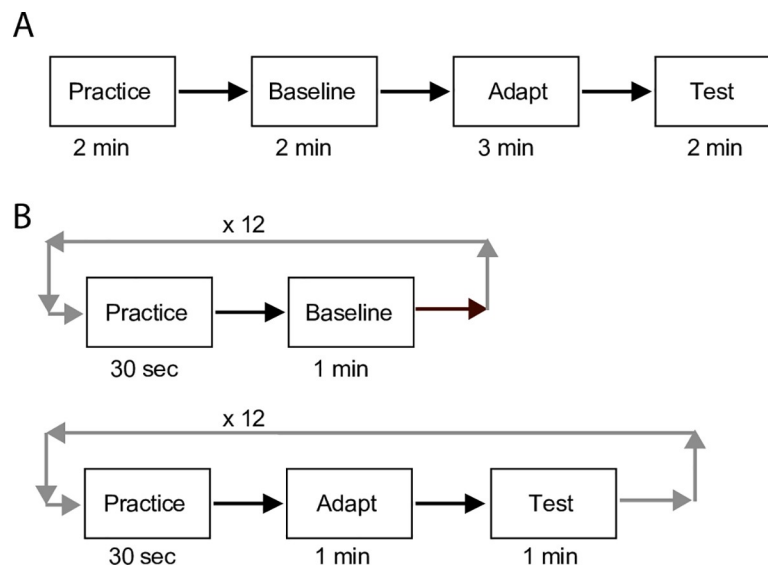 A
Practice
Baseline
Adapt
Test
2 min
2 min
3 min
2 min
B
x 12
Practice
Baseline
30 sec
1 min
x 12
Practice
Adapt
Test
30 sec
1 min
1 min